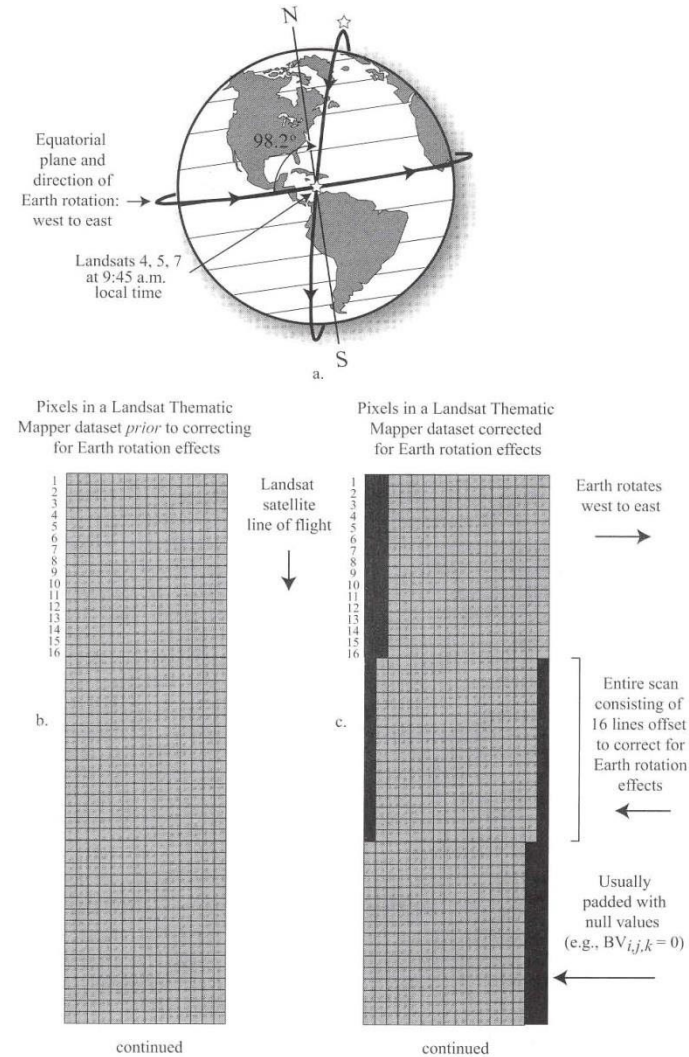 N
98.2°
Equatorial
plane and
direction of
Earth rotation:
west to east
Landsats 4, 5, 7
at 9:45 a.m.
local time
S
a.
Pixels in a Landsat Thematic
Mapper dataset prior to correcting
for Earth rotation effects
1
2
3
4
5
6
7
8
9
10
11
12
13
14
15
16
Landsat
satellite
line of flight
b.
continued
Pixels in a Landsat Thematic
Mapper dataset corrected
for Earth rotation effects
1
2
3
4
5
6
7
8
9
10
11
12
13
14
15
16
Earth rotates
west to east
c.
Entire scan
consisting of
16 lines offset
to correct for
Earth rotation
effects
Usually
padded with
null values
(e.g., BVi,j,k = 0)
continued